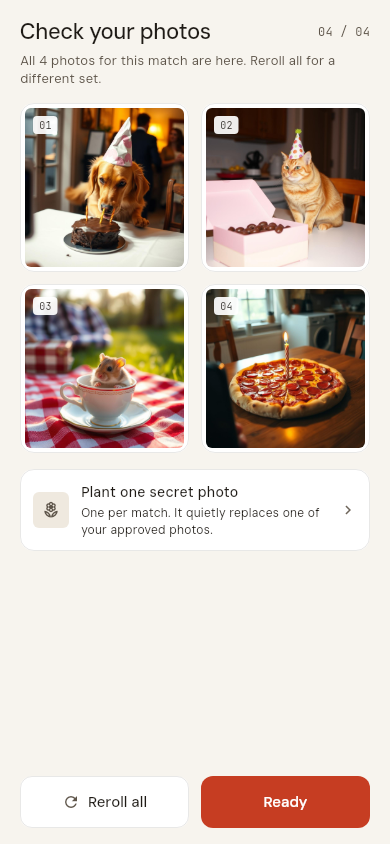 Check your photos
04 / 04
All 4 photos for this match are here. Reroll all for a
different set.
01
02
03
04
Plant one secret photo
One per match. It quietly replaces one of
your approved photos.
Reroll all
Ready